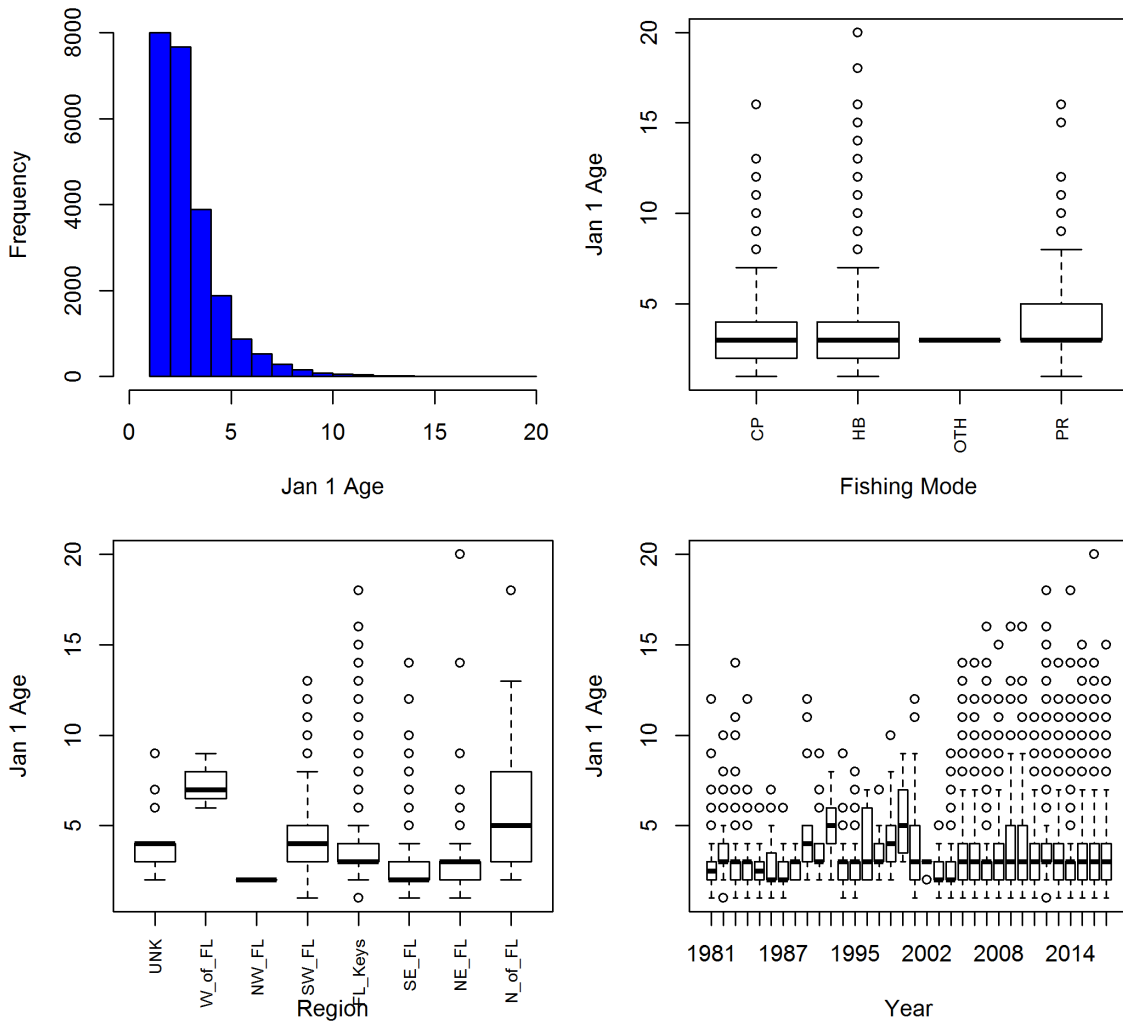 Frequency
8000
4000
2000
0
0
5
10
15
20
Jan 1 Age
Jan 1 Age
20
15
10
5
CP
HB
OTH
PR
Fishing Mode
Jan 1 Age
20
15
10
5
UNK
W_of_FL
NW_FL
SW_FL
FL_Keys
SE_FL
NE_FL
N_of_FL
Region
Jan 1 Age
20
15
10
5
1981
1987
1995
2002
2008
2014
Year